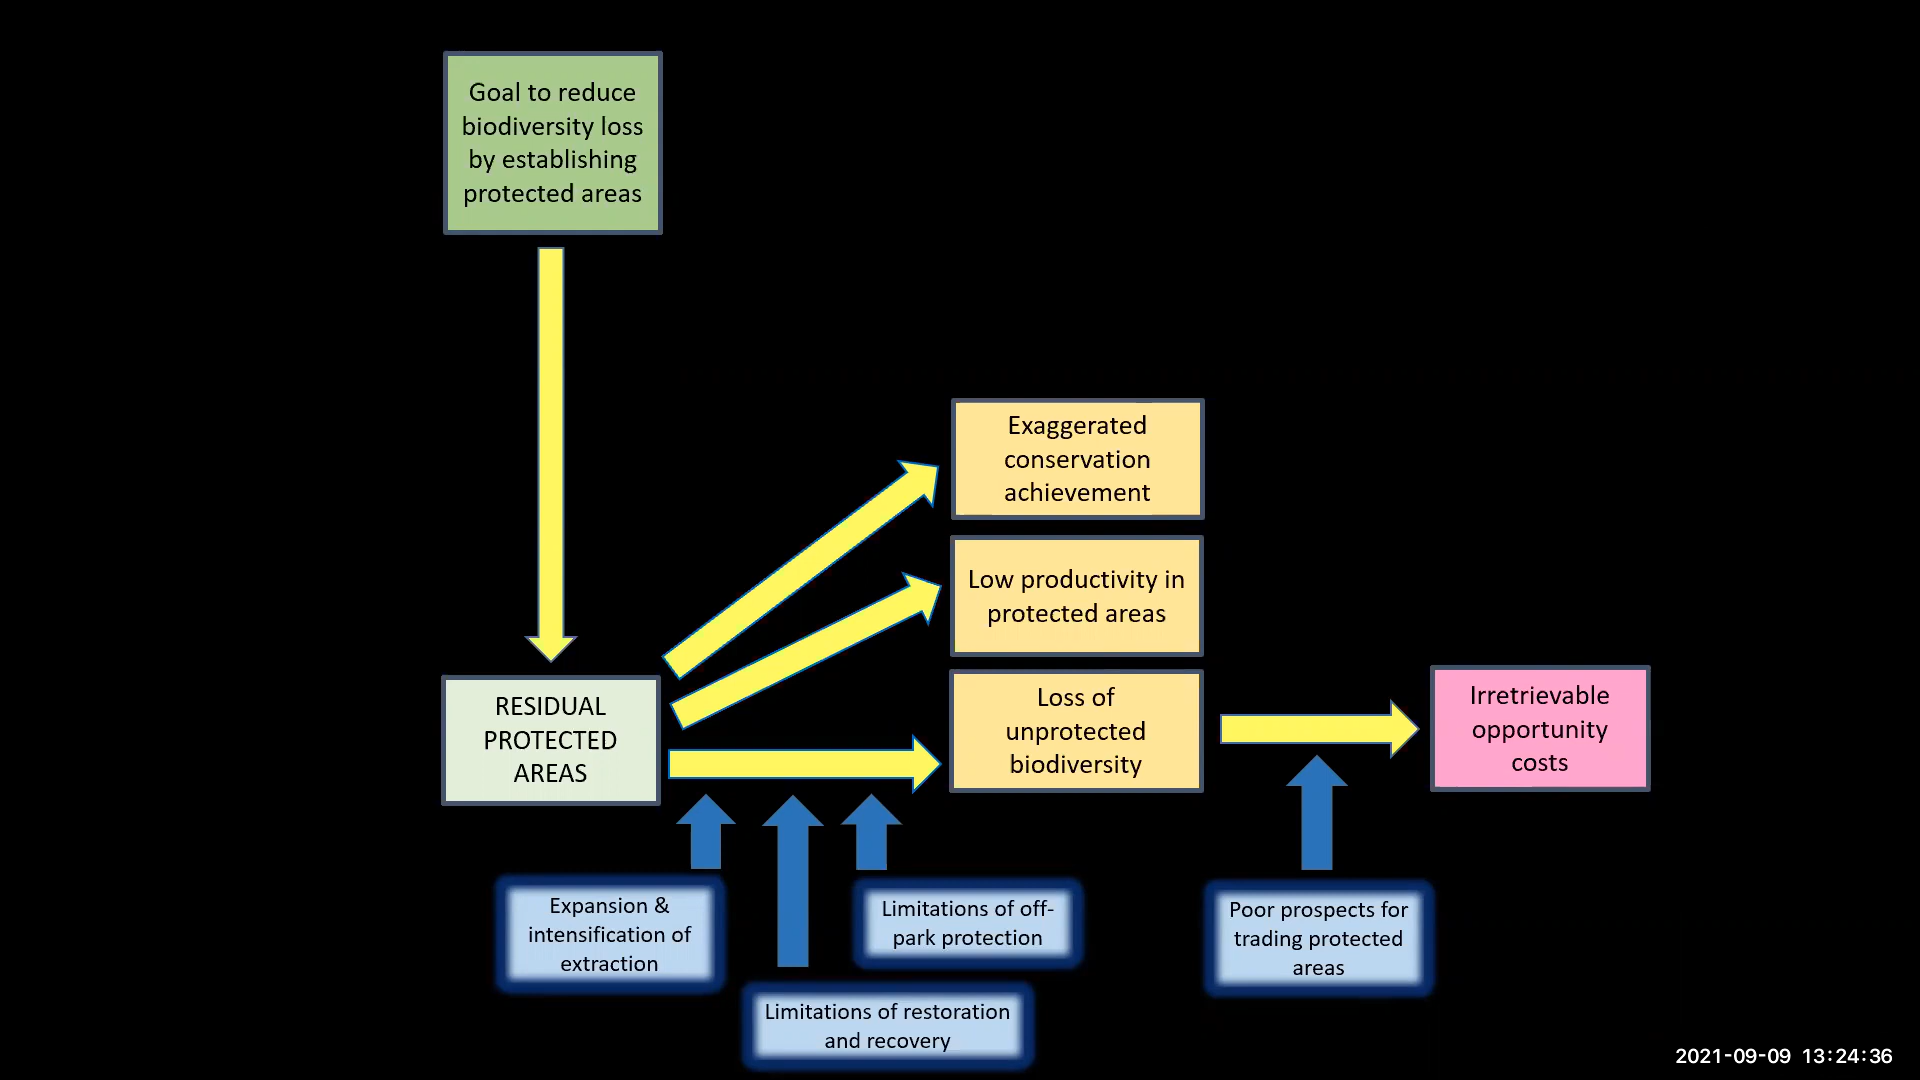 Goal to reduce
biodiversity loss
by establishing
protected areas
Exaggerated
conservation
achievement
Low productivity in
protected areas
RESIDUAL
PROTECTED
AREAS
Loss of
unprotected
biodiversity
Irretrievable
opportunity
costs
Expansion &
intensification of
extraction
Limitations of off-
park protection
Poor prospects for
trading protected
areas
Limitations of restoration
and recovery
2021-09-09 13:24:36